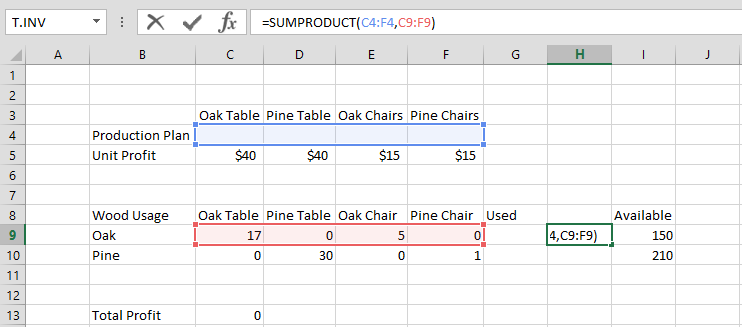 T.INV =SUMPRODUCT(C4:F4,C9:F9)
A B C D E F G H I J
1
2
3 Oak Table Pine Table Oak Chairs Pine Chairs
4 Production Plan
5 Unit Profit $40 $40 $15 $15
6
7
8 Wood Usage Oak Table Pine Table Oak Chair Pine Chair Used Available
9 Oak 17 0 5 0 4,C9:F9) 150
10 Pine 0 30 0 1 210
11
12
13 Total Profit 0